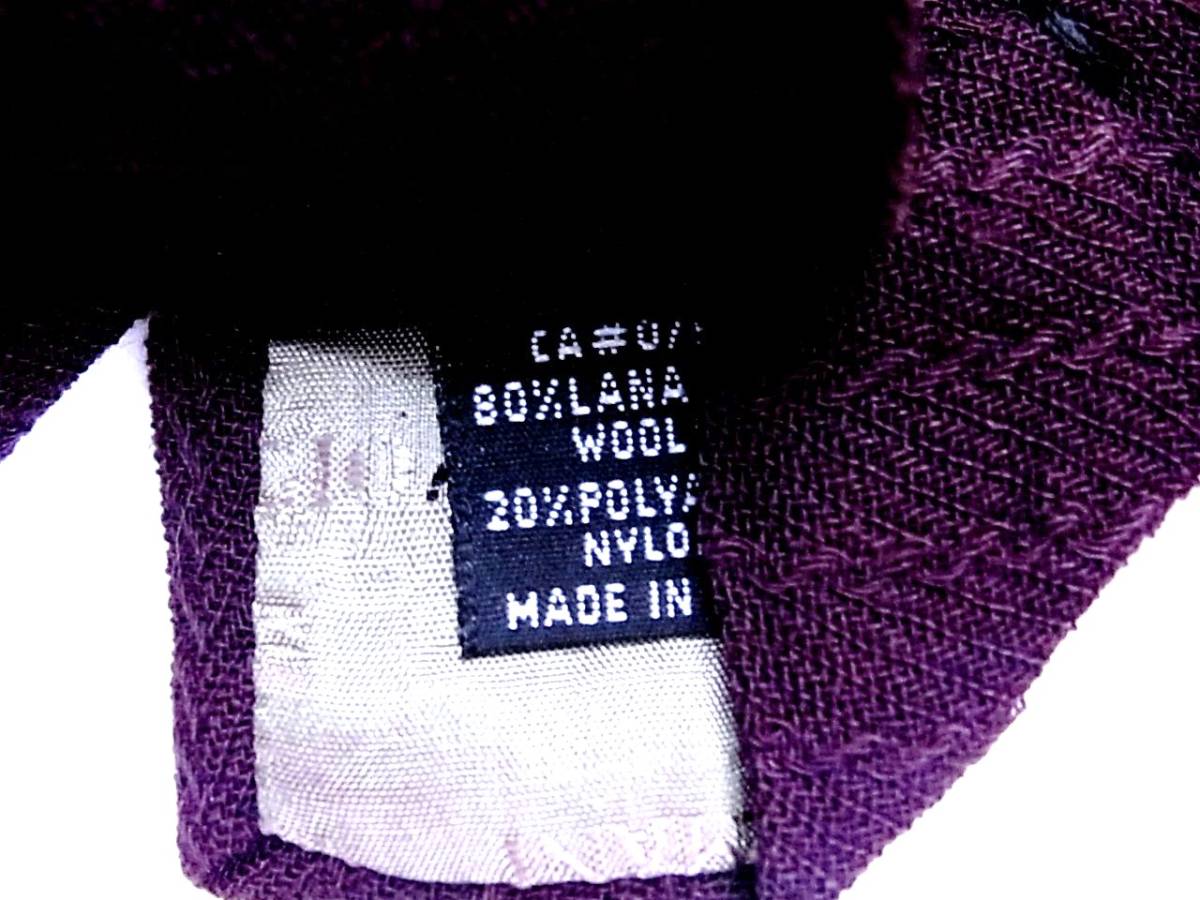 CA # 0/
80%LANA
WOOL
20%POLYA
NYLO
MADE IN